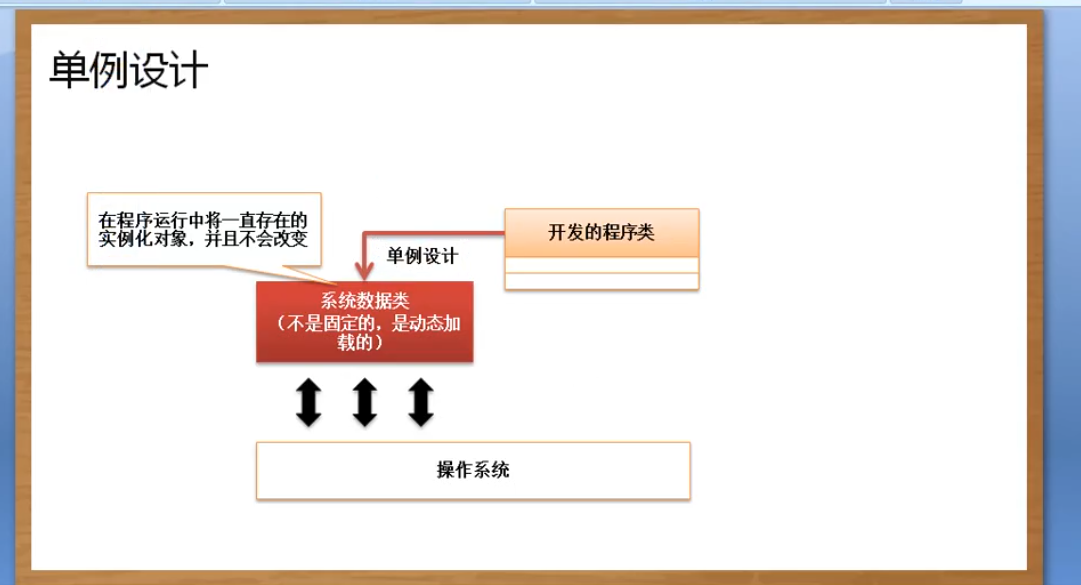 单例设计
在程序运行中将一直存在的
实例化对象，并且不会改变
单例设计
开发的程序类
系统数据类
（不是固定的，是动态加
载的）
操作系统